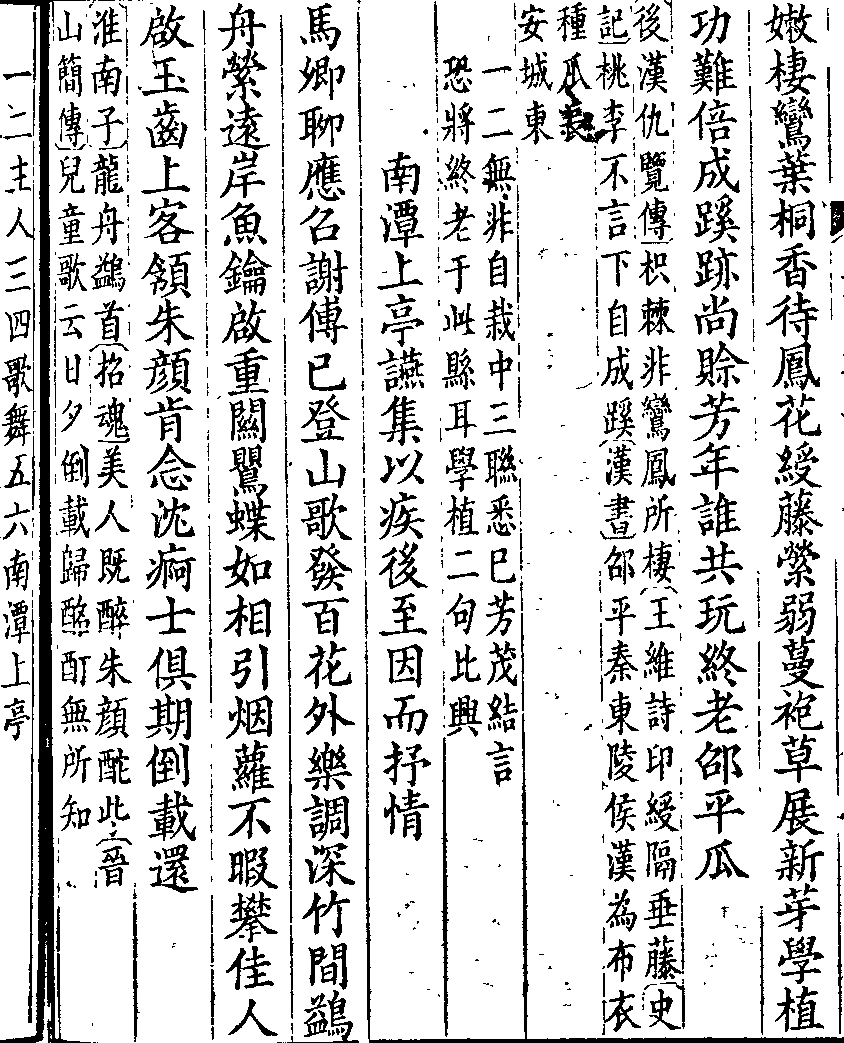 嫩棲鸞葉桐香待鳳花綬藤縈弱蔓袍草展新芽學植
功難倍成蹊跡尚賒芳年誰共玩終老邵平瓜
後漢仇覽傳枳棘非鸞鳳所棲王維詩印綬隔垂藤史
記桃李不言下自成蹊漢書邵平秦東陵侯漢為布衣
種瓜長
安城東
一二無非自栽中三聯悉已芳茂結言
恐將終老于此縣耳學植二句比興
南潭上亭讌集以疾後至因而抒情
馬卿聊應召謝傅已登山歌發百花外樂調深竹間鷁
舟縈遠岸魚鑰啟重關鸎蝶如相引烟蘿不暇攀佳人
啟玉齒上客頷朱顏肯念沈痾士俱期倒載還
淮南子龍舟鷁首招魂美人既醉朱顏酡此二晉
山簡傳兒童歌云日夕倒載歸酩酊無所知
一二主人三四歌舞五六南潭上亭